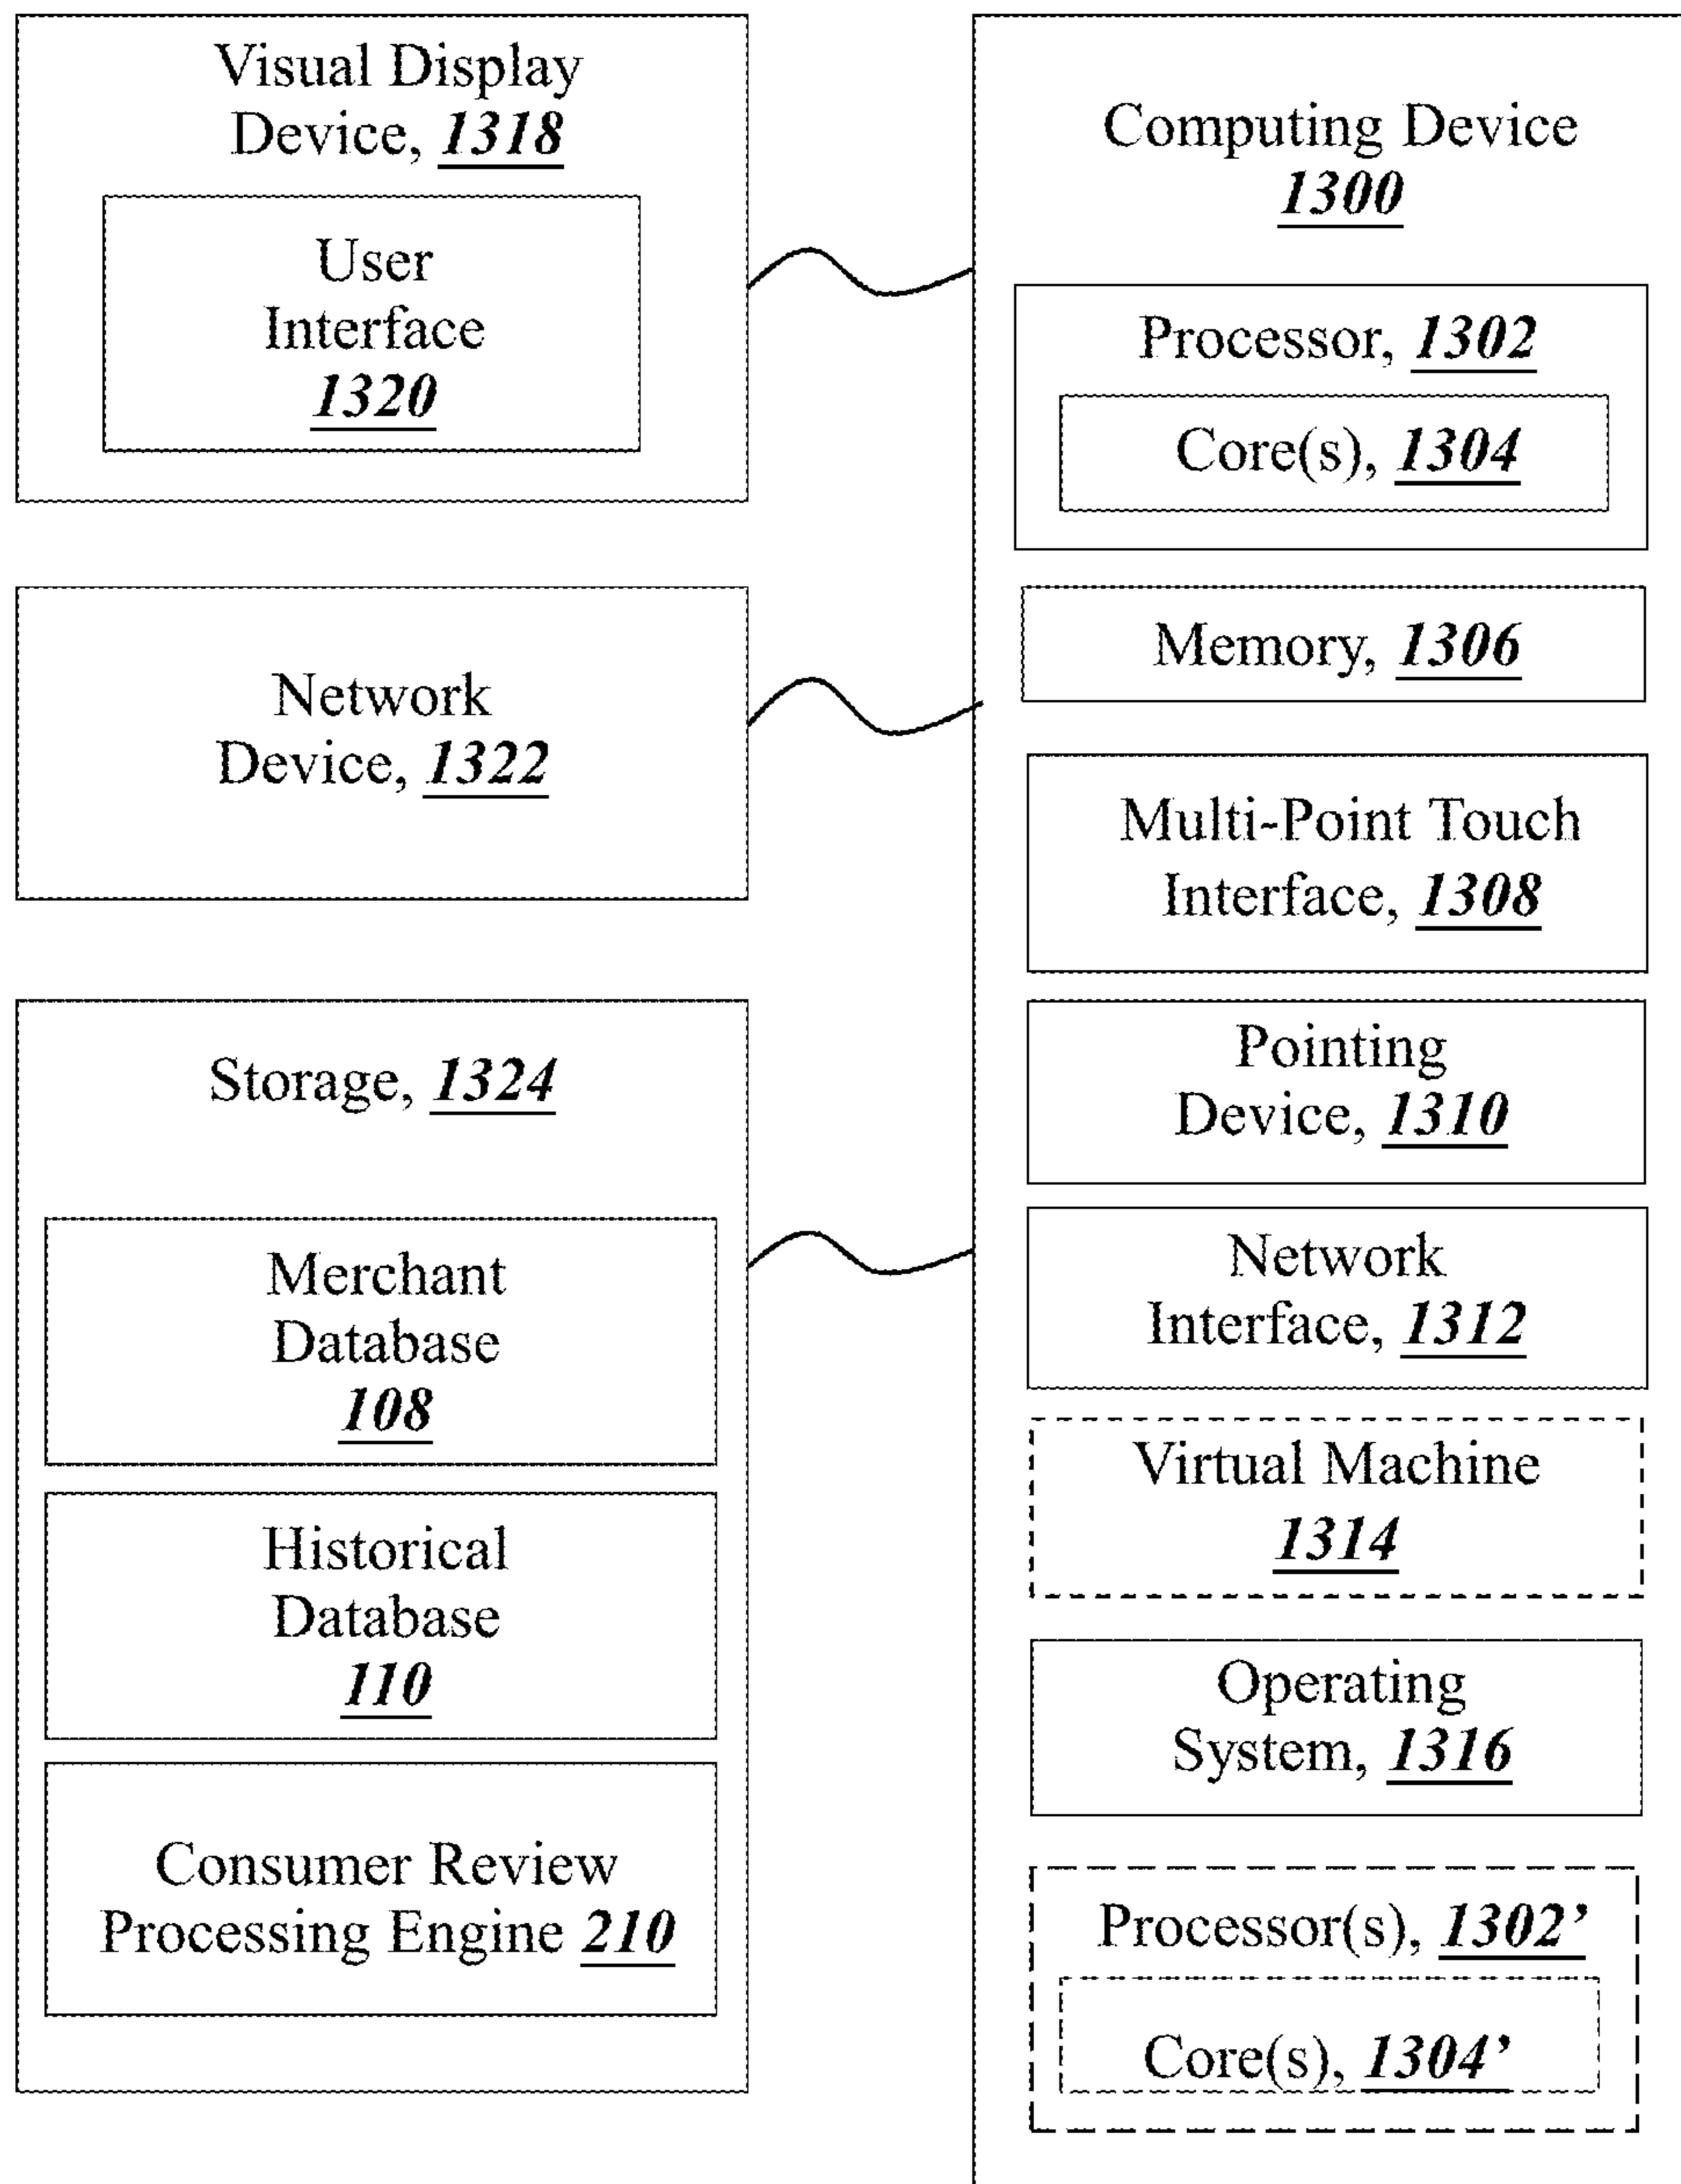 Visual Display
Device, 1318
User
Interface
1320
Network
Device, 1322
Storage, 1324
Merchant
Database
108
Historical
Database
110
Consumer Review
Processing Engine 210
Computing Device
1300
Processor, 1302
Core(s), 1304
Memory, 1306
Multi-Point Touch
Interface, 1308
Pointing
Device, 1310
Network
Interface, 1312
Virtual Machine
1314
Operating
System, 1316
Processor(s), 1302’
Core(s), 1304’